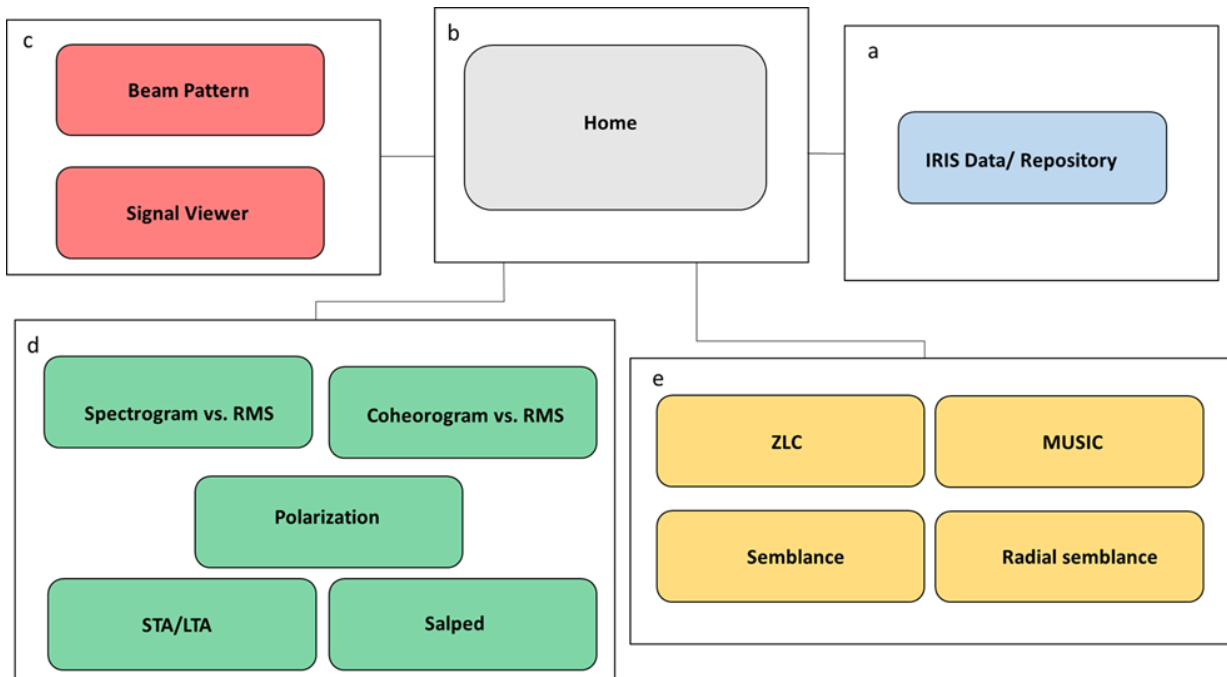 c
Beam Pattern
Signal Viewer
b
Home
a
IRIS Data/ Repository
d
Spectrogram vs. RMS
Coheorogram vs. RMS
Polarization
STA/LTA
Salped
e
ZLC
MUSIC
Semblance
Radial semblance